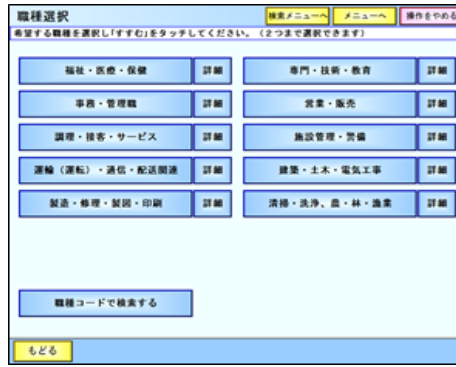 職種選択 検索メニューへ メニューへ 操作をやめる
希望する職種を選択し「すすむ」をタッチしてください。（2つまで選択できます）
福祉・医療・保健 詳細 専門・技術・教育 詳細
事務・管理職 詳細 営業・販売 詳細
調理・接客・サービス 詳細 施設管理・警備 詳細
運輸（運転）・通信・配送関連 詳細 建築・土木・電気工事 詳細
製造・修理・製図・印刷 詳細 清掃・洗浄、農・林・漁業 詳細
職種コードで検索する
もどる